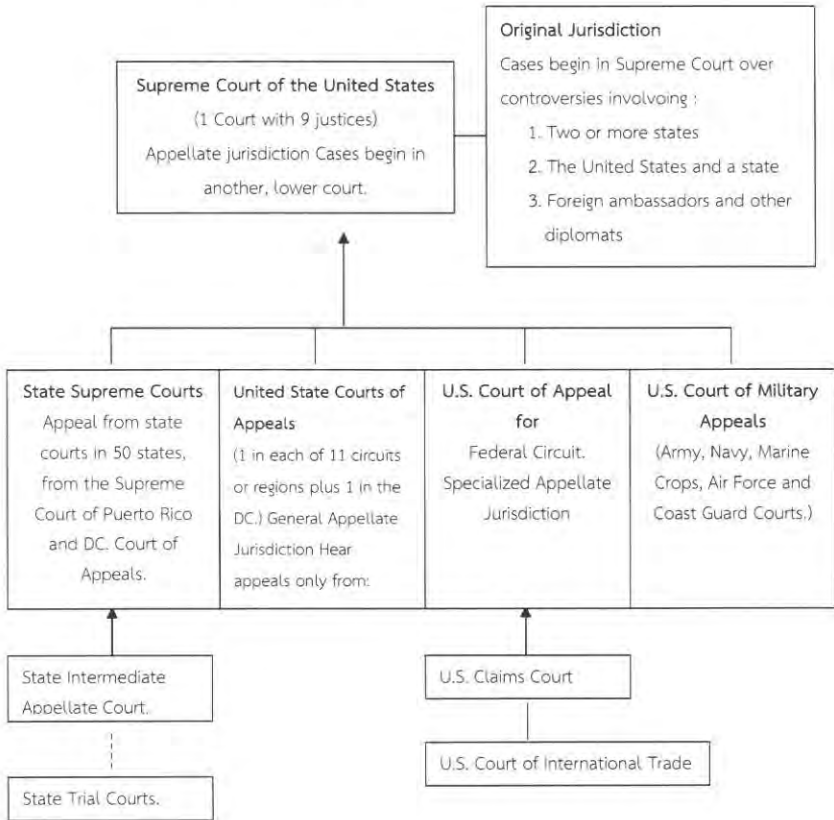 Original Jurisdiction
Cases begin in Supreme Court over
controversies involvoing :
1. Two or more states
2. The United States and a state
3. Foreign ambassadors and other
diplomats
Supreme Court of the United States
(1 Court with 9 justices)
Appellate jurisdiction Cases begin in
another, lower court.
State Supreme Courts
Appeal from state
courts in 50 states,
from the Supreme
Court of Puerto Rico
and DC. Court of
Appeals.
United State Courts of
Appeals
(1 in each of 11 circuits
or regions plus 1 in the
DC.) General Appellate
Jurisdiction Hear
appeals only from:
U.S. Court of Appeal
for
Federal Circuit.
Specialized Appellate
Jurisdiction
U.S. Court of Military
Appeals
(Army, Navy, Marine
Crops, Air Force and
Coast Guard Courts.)
State Intermediate
Appellate Court.
State Trial Courts.
U.S. Claims Court
U.S. Court of International Trade